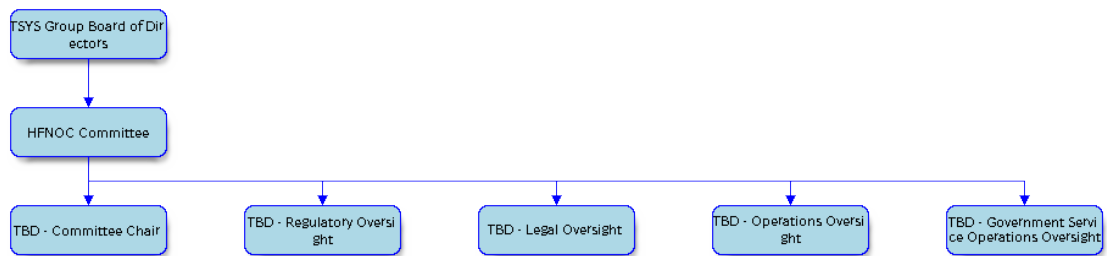 TSYS Group Board of Dir
ectors
HFNOC Committee
TBD - Committee Chair
TBD - Regulatory Oversi
ght
TBD - Legal Oversight
TBD - Operations Oversi
ght
TBD - Government Servi
ce Operations Oversight